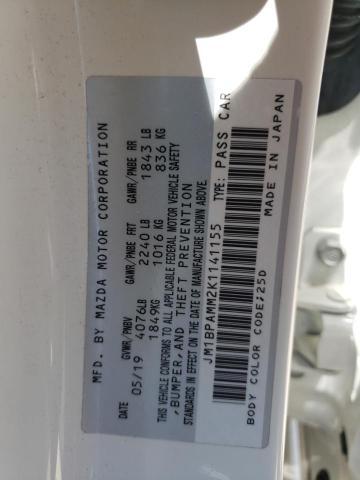 MFD. BY MAZDA MOTOR CORPORATION
DATE GVWR/PNBV GAWR/PNBE FRT GAWR/PNBE RR
05/19 4076LB 2240 LB 1843 LB
1849KG 1016 KG 836 KG
THIS VEHICLE CONFORMS TO ALL APPLICABLE FEDERAL MOTOR VEHICLE SAFETY
,BUMPER, AND THEFT PREVENTION
STANDARDS IN EFFECT ON THE DATE OF MANUFACTURE SHOWN ABOVE.
JM1BPAMM2K1141155 TYPE: PASS CAR
BODY COLOR CODE:25D MADE IN JAPAN